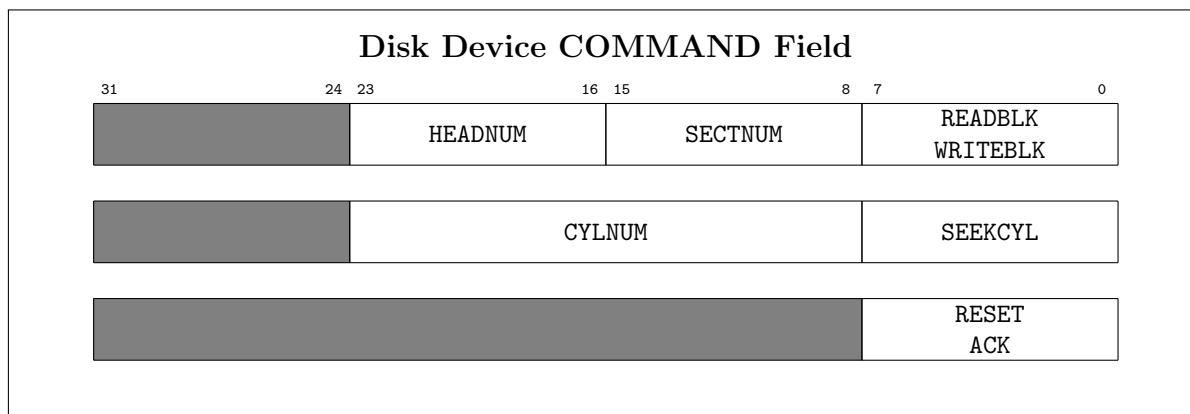 Disk Device COMMAND Field
31 24 23 16 15 8 7 0
HEADNUM SECTNUM READBLK
WRITEBLK
CYLNUM SEEKCYL
RESET
ACK